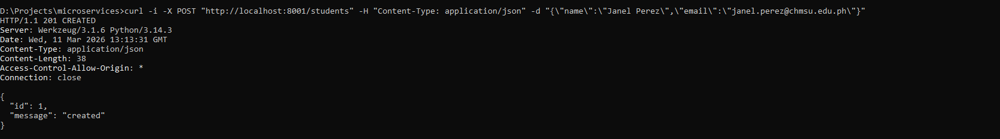 D:\Projects\microservices>curl -i -X POST "http://localhost:8001/students" -H "Content-Type: application/json" -d "{\"name\":\"Janel Perez\",\"email\":\"janel.perez@chmsu.edu.ph\"}"
HTTP/1.1 201 CREATED
Server: Werkzeug/3.1.6 Python/3.14.3
Date: Wed, 11 Mar 2026 13:13:31 GMT
Content-Type: application/json
Content-Length: 38
Access-Control-Allow-Origin: *
Connection: close

{
  "id": 1,
  "message": "created"
}